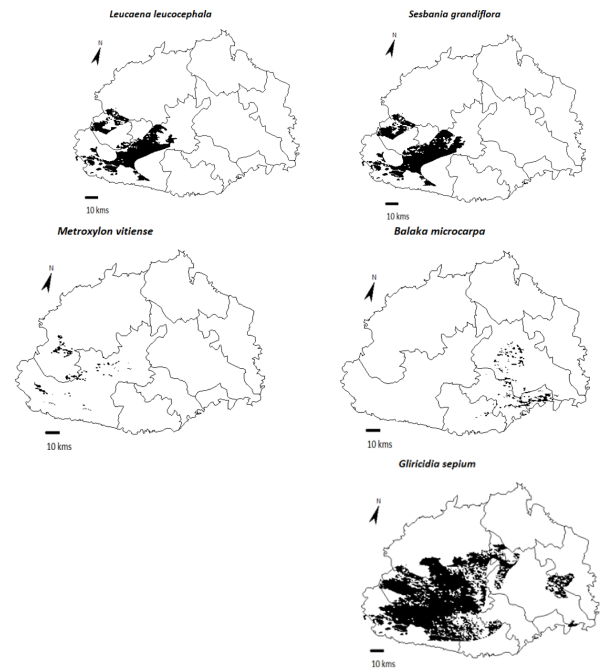 Leucaena leucocephala
Sesbania grandiflora
N
N
10 kms
10 kms
Metroxylon vitiense
Balaka microcarpa
N
N
10 kms
10 kms
Gliricidia sepium
N
10 kms